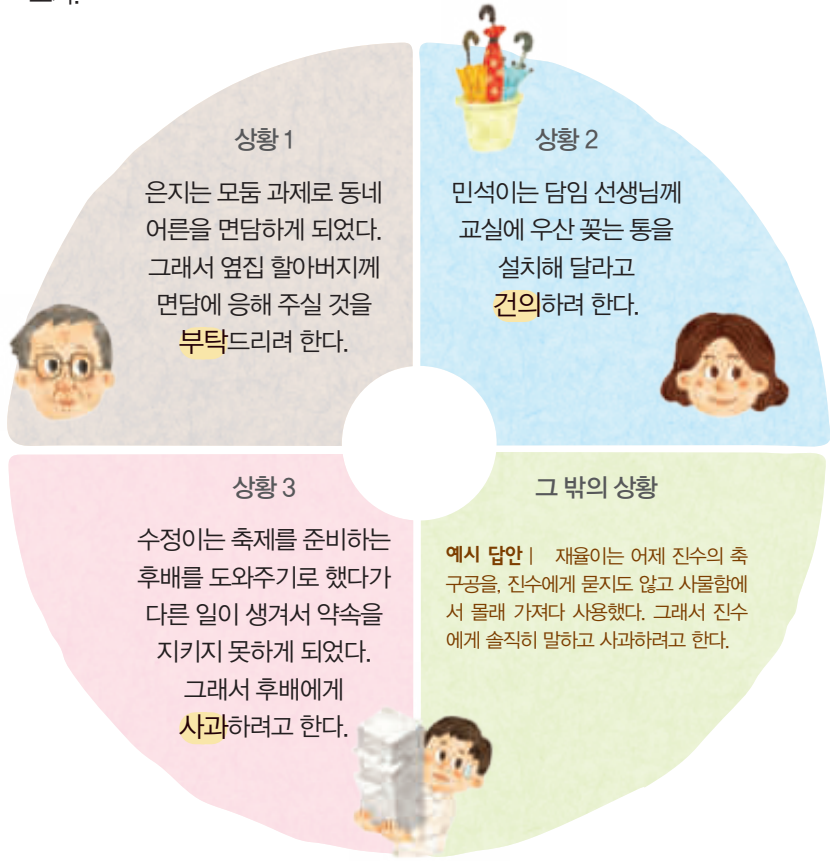 상황 1
은지는 모둠 과제로 동네
어른을 면담하게 되었다.
그래서 옆집 할아버지께
면담에 응해 주실 것을
부탁드리려 한다.
상황 2
민석이는 담임 선생님께
교실에 우산 꽂는 통을
설치해 달라고
건의하려 한다.
상황 3
수정이는 축제를 준비하는
후배를 도와주기로 했다가
다른 일이 생겨서 약속을
지키지 못하게 되었다.
그래서 후배에게
사과하려고 한다.
그 밖의 상황
예시 답안 | 재율이는 어제 진수의 축
구공을, 진수에게 묻지도 않고 사물함에
서 몰래 가져다 사용했다. 그래서 진수
에게 솔직히 말하고 사과하려고 한다.